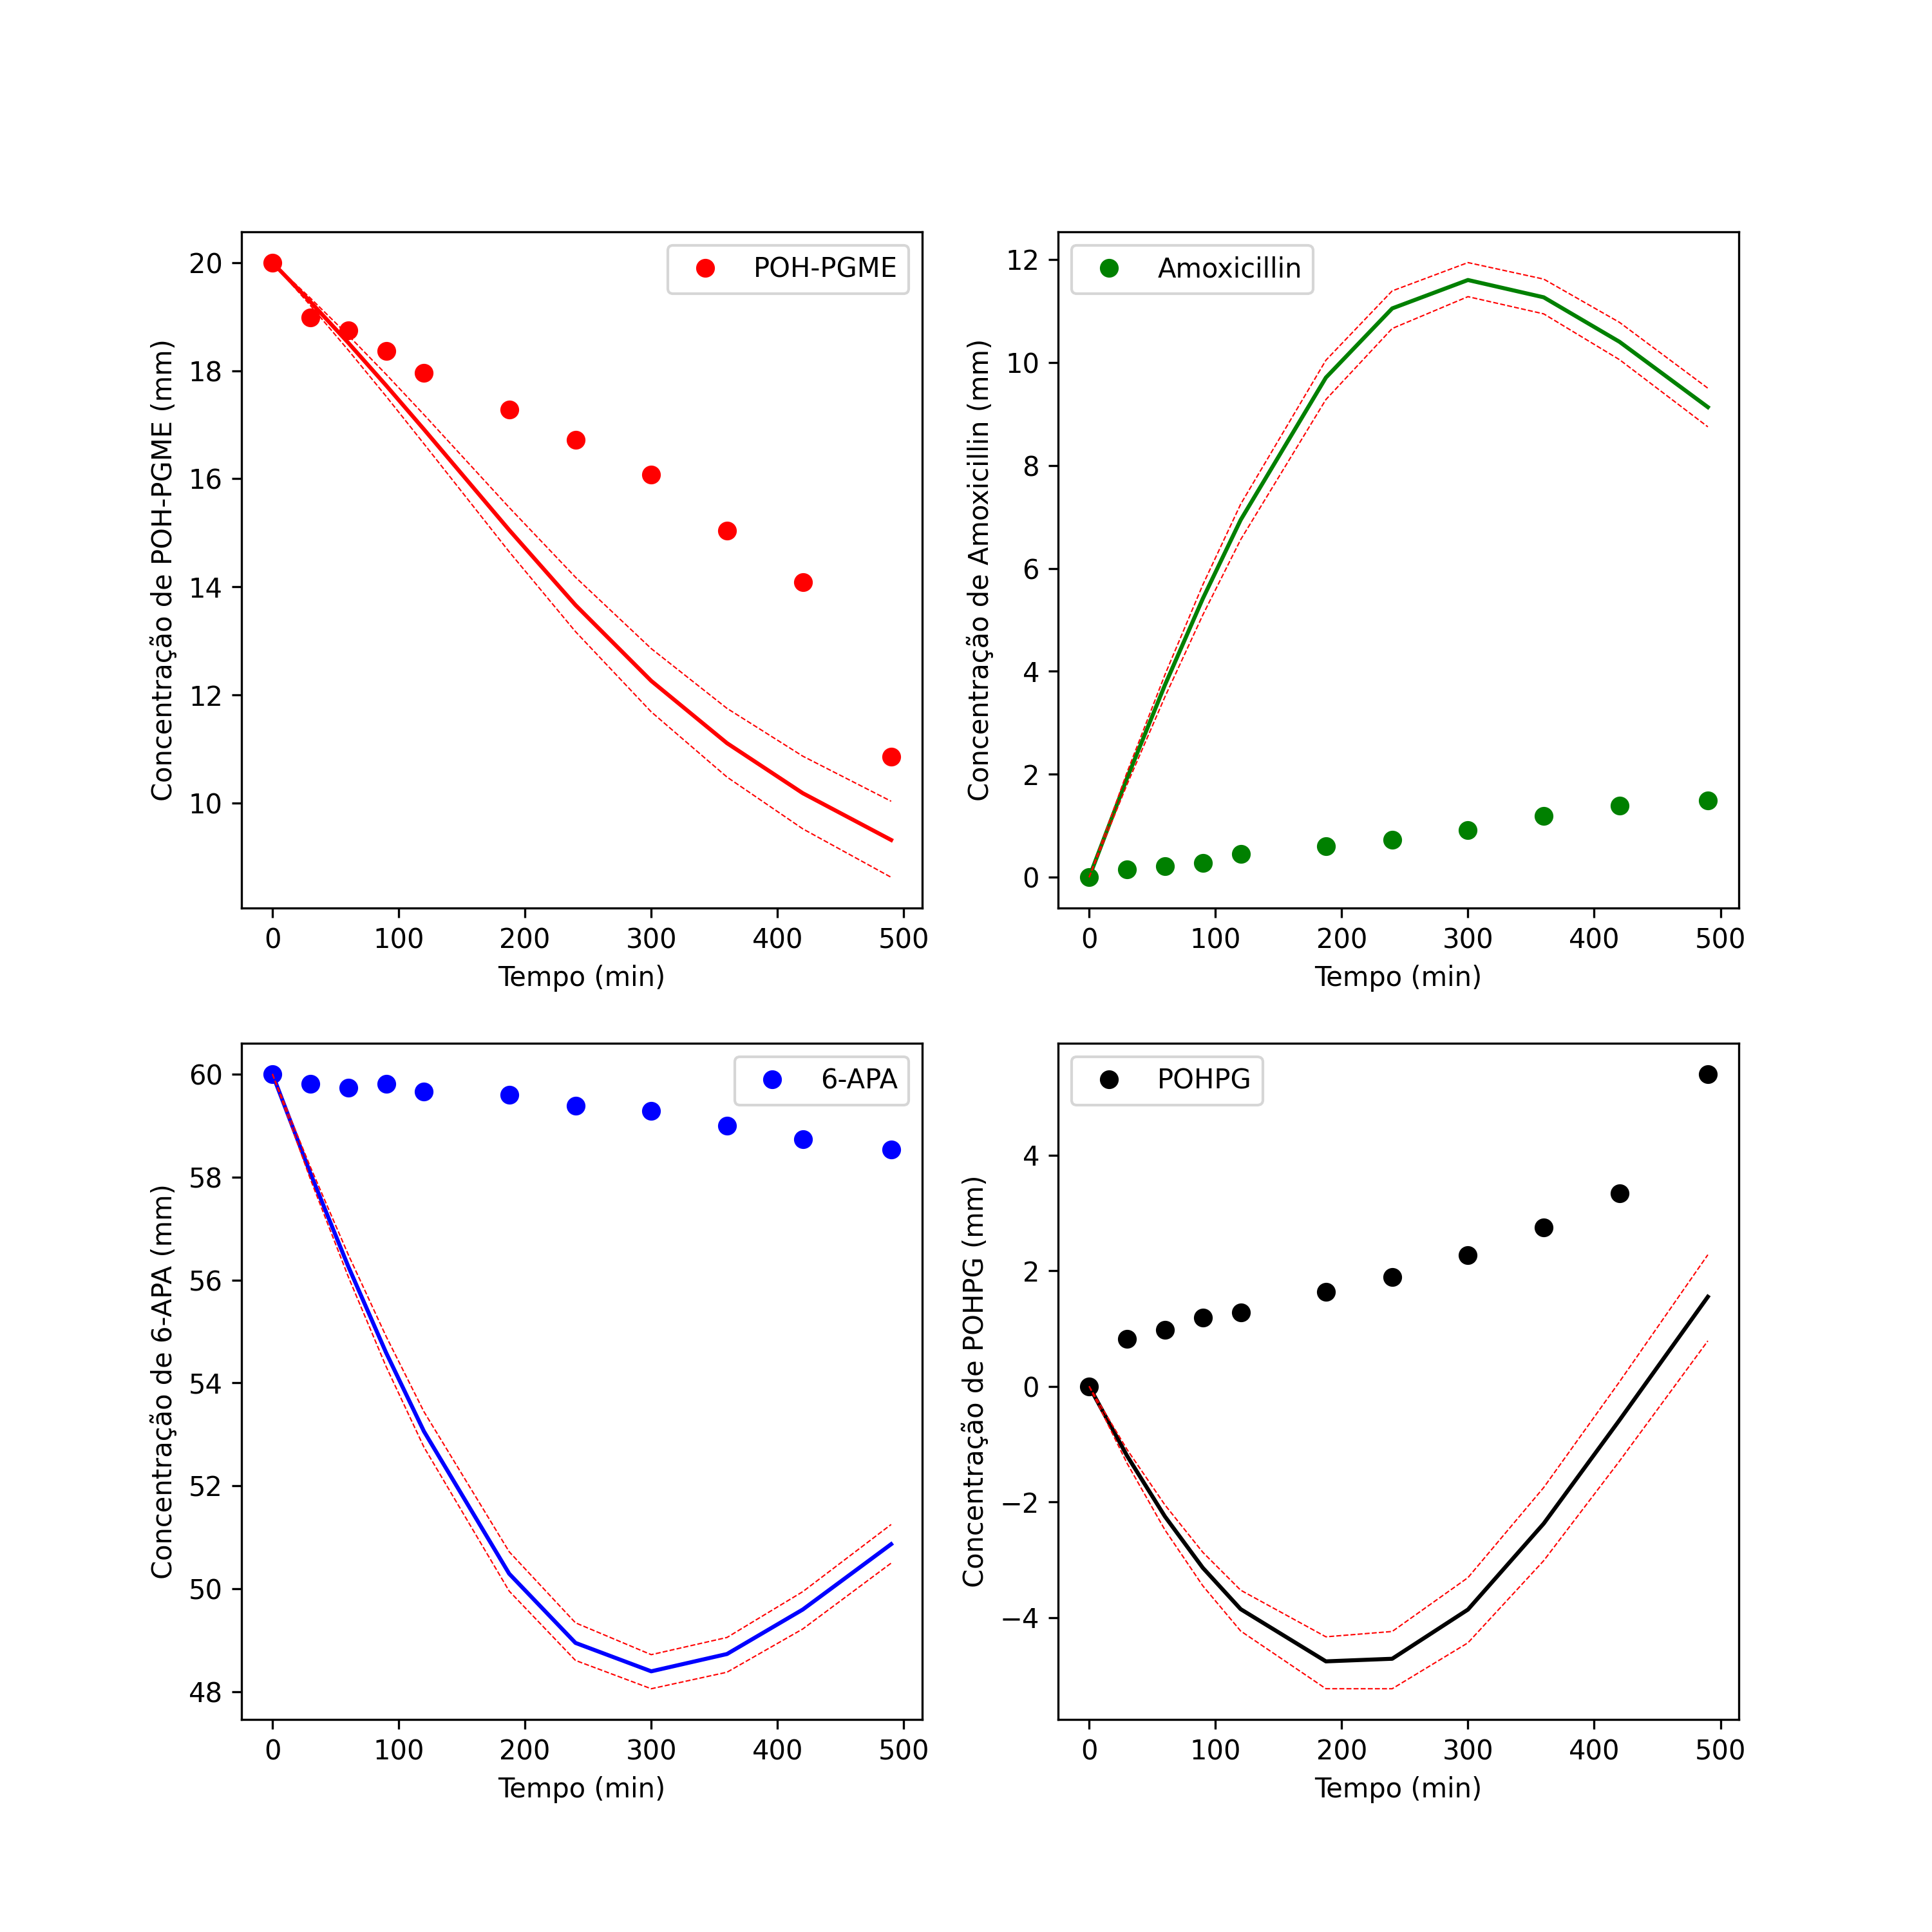 POH-PGME
Concentração de POH-PGME (mm)
20
18
16
14
12
10
0 100 200 300 400 500
Tempo (min)
Amoxicillin
Concentração de Amoxicillin (mm)
12
10
8
6
4
2
0
0 100 200 300 400 500
Tempo (min)
6-APA
Concentração de 6-APA (mm)
60
58
56
54
52
50
48
0 100 200 300 400 500
Tempo (min)
POHPG
Concentração de POHPG (mm)
4
2
0
−2
−4
0 100 200 300 400 500
Tempo (min)